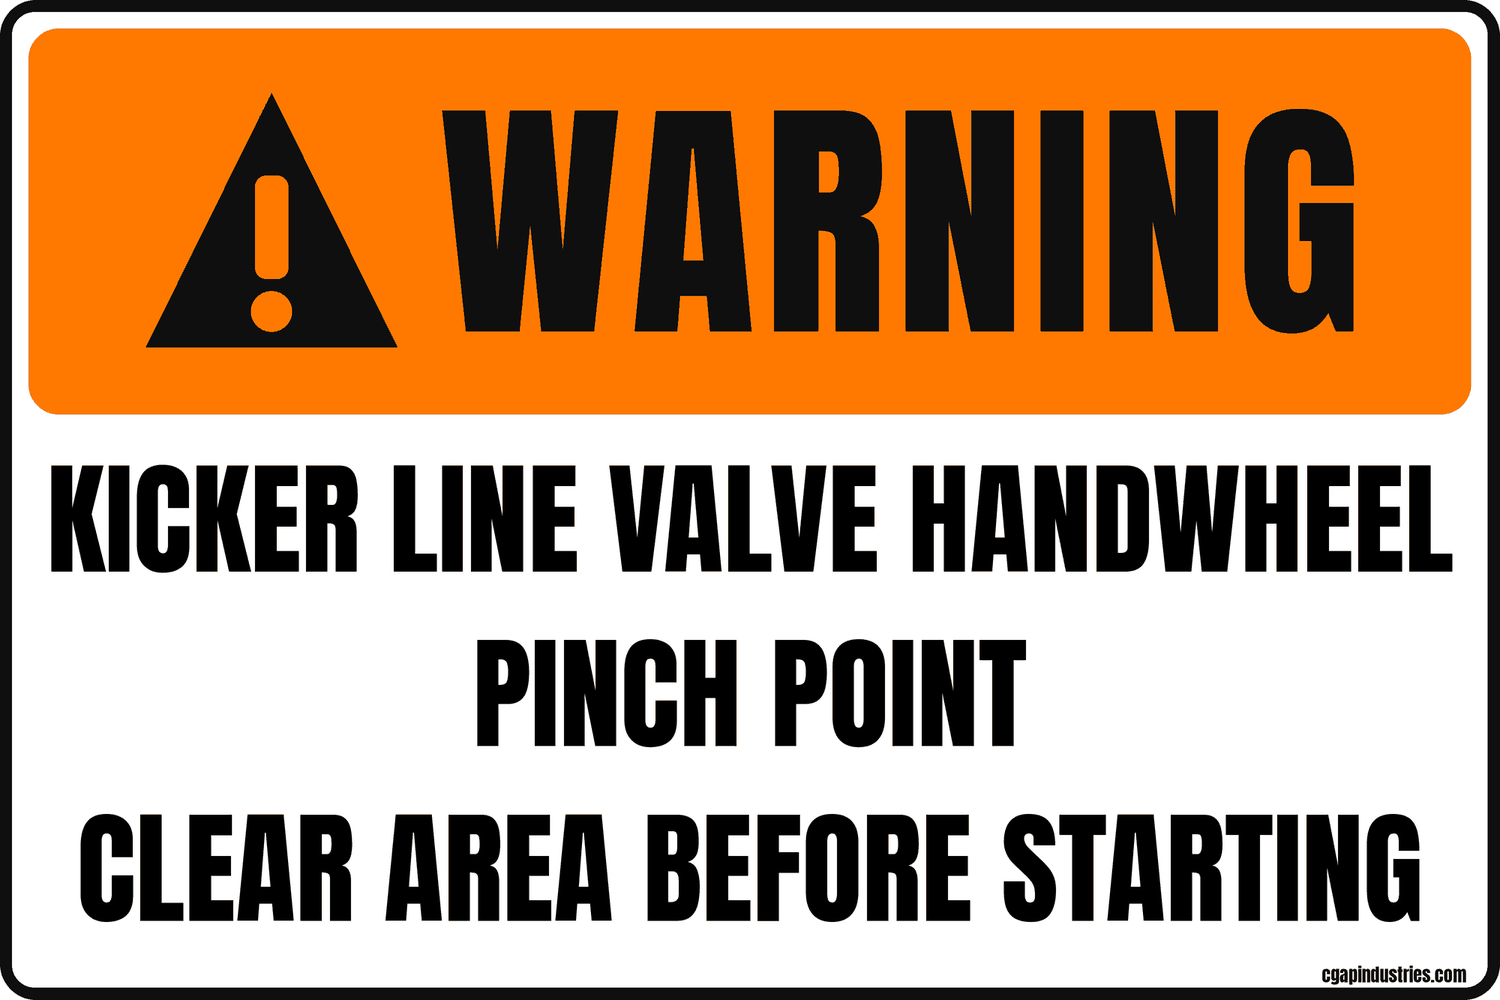 WARNING
KICKER LINE VALVE HANDWHEEL
PINCH POINT
CLEAR AREA BEFORE STARTING
cgapindustries.com